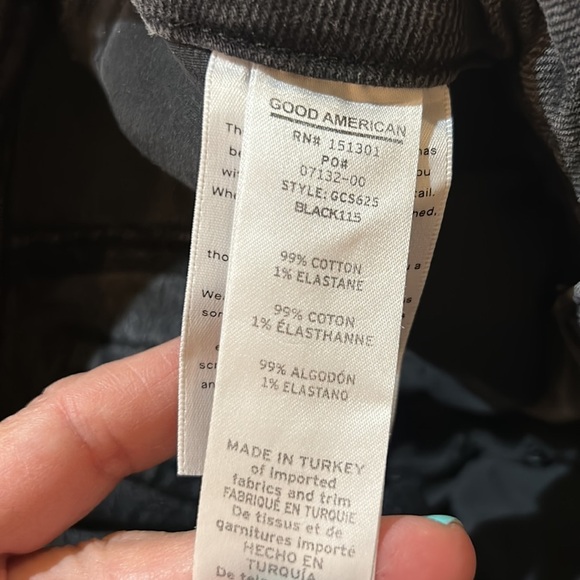 GOOD AMERICAN
RN# 151301
PO#
07132-00
STYLE: GCS625
BLACK115
99% COTTON
1% ELASTANE
99% COTON
1% ÉLASTHANNE
99% ALGODÓN
1% ELASTANO
MADE IN TURKEY
of imported
fabrics and trim
FABRIQUÉ EN TURQUIE
De tissus et de
garnitures importé
HECHO EN
TURQUÍA